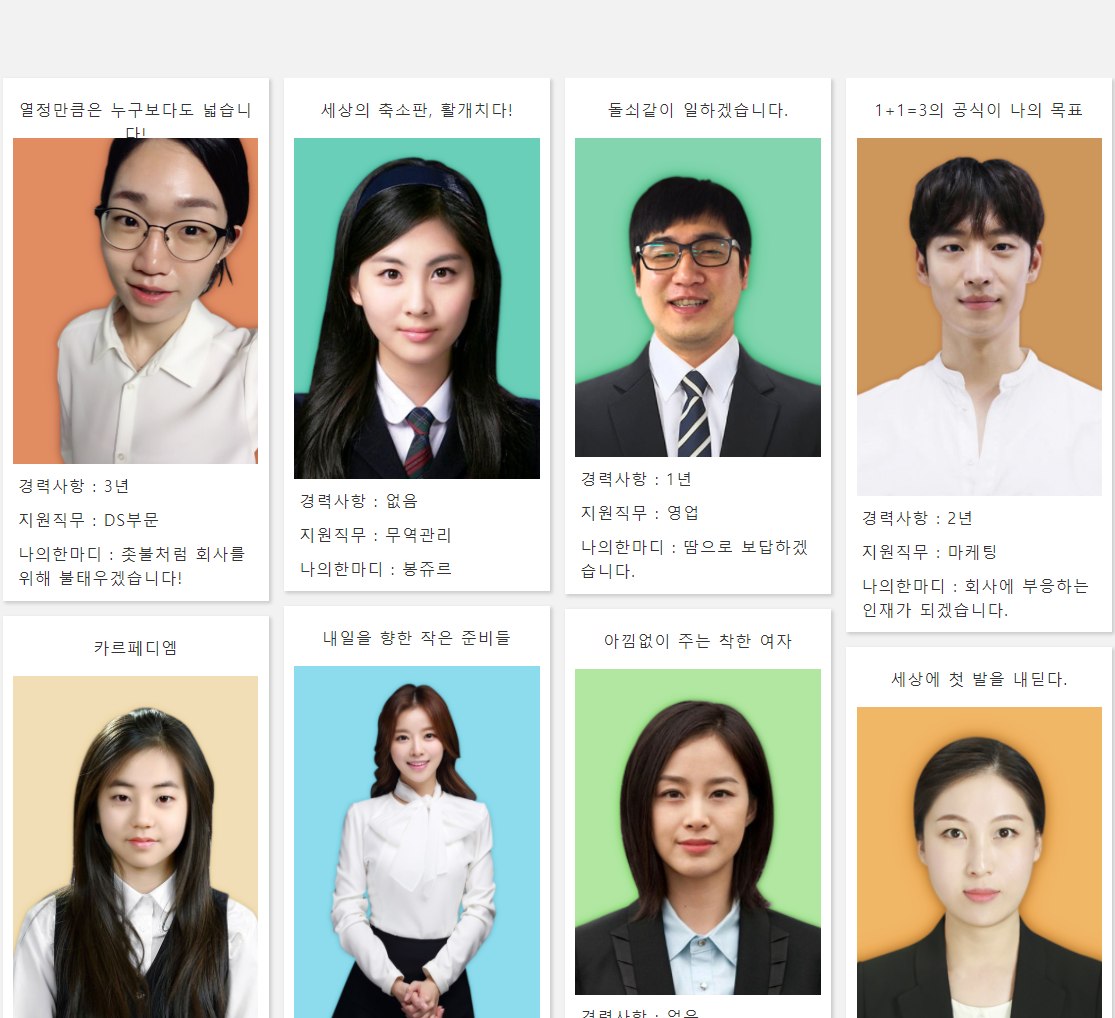 열정만큼은 누구보다도 넓습니
다!
경력사항 : 3년
지원직무 : DS부문
나의한마디 : 촛불처럼 회사를
위해 불태우겠습니다!
세상의 축소판, 활개치다!
경력사항 : 없음
지원직무 : 무역관리
나의한마디 : 봉쥬르
돌쇠같이 일하겠습니다.
경력사항 : 1년
지원직무 : 영업
나의한마디 : 땀으로 보답하겠
습니다.
1+1=3의 공식이 나의 목표
경력사항 : 2년
지원직무 : 마케팅
나의한마디 : 회사에 부응하는
인재가 되겠습니다.
카르페디엠
내일을 향한 작은 준비들
아낌없이 주는 착한 여자
경력사항 : 없음
세상에 첫 발을 내딛다.